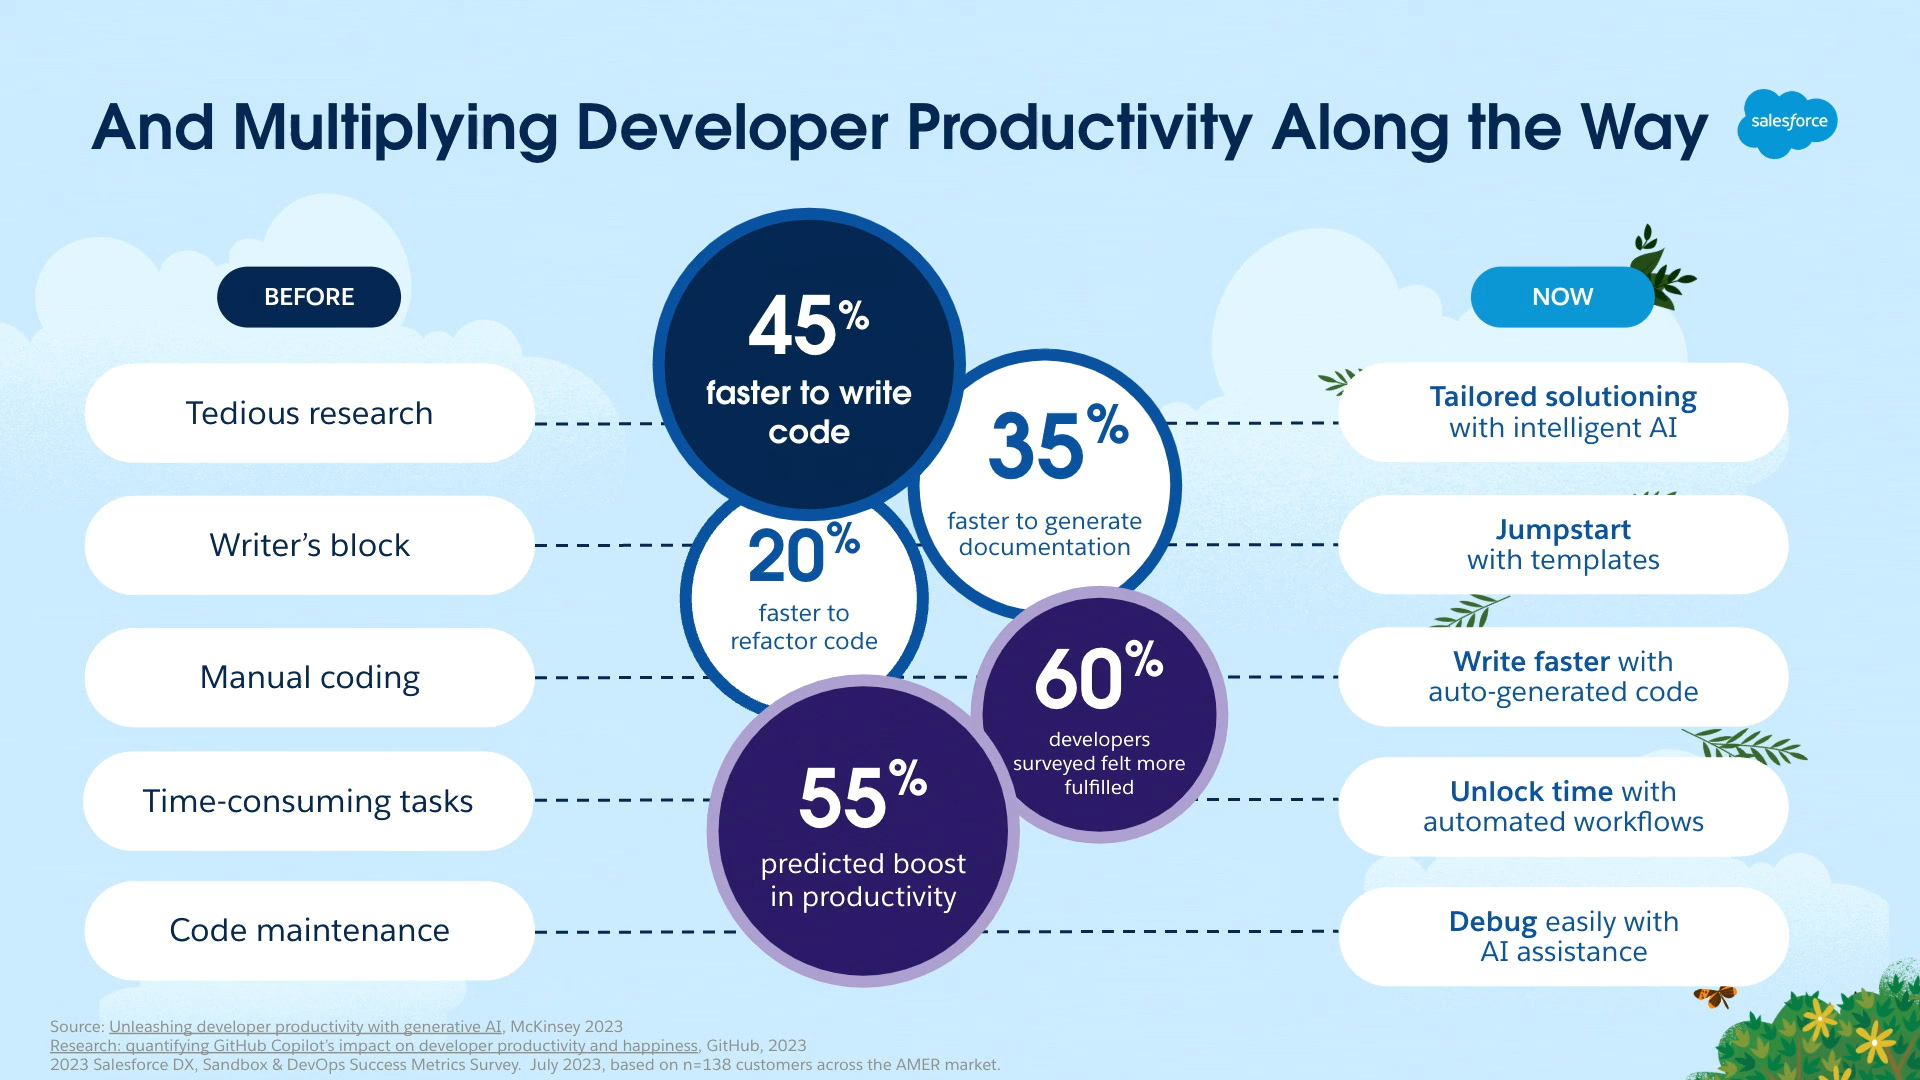 And Multiplying Developer Productivity Along the Way
salesforce
BEFORE
Tedious research
Writer’s block
Manual coding
Time-consuming tasks
Code maintenance
45%
faster to write
code
35%
faster to generate
documentation
20%
faster to
refactor code
60%
developers
surveyed felt more
fulfilled
55%
predicted boost
in productivity
NOW
Tailored solutioning
with intelligent AI
Jumpstart
with templates
Write faster with
auto-generated code
Unlock time with
automated workflows
Debug easily with
AI assistance
Source: Unleashing developer productivity with generative AI, McKinsey 2023
Research: quantifying GitHub Copilot’s impact on developer productivity and happiness, GitHub, 2023
2023 Salesforce DX, Sandbox & DevOps Success Metrics Survey. July 2023, based on n=138 customers across the AMER market.